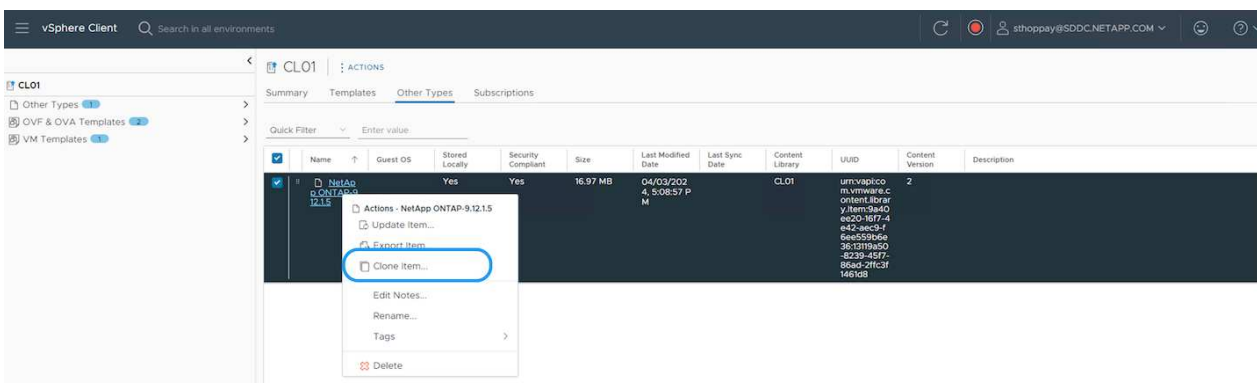 vSphere Client
Search in all environments
sthoppay@SDDC.NETAPP.COM
CL01
ACTIONS
CL01
Summary
Templates
Other Types
Subscriptions
Other Types 1
OVF & OVA Templates 2
VM Templates 1
Quick Filter
Enter value
Name
Guest OS
Stored
Locally
Security
Compliant
Size
Last Modified
Date
Last Sync
Date
Content
Library
UUID
Content
Version
Description
NetAp
p ONTAP-9
.12.1.5
Yes
Yes
16.97 MB
04/03/202
4, 5:08:57 P
M
CL01
urn:vapi:co
m.vmware.c
ontent.librar
y.Item:9a40
ee20-16f7-4
e42-aec9-f
6ee559b6e
36:13119a50
-8239-45f7-
86ad-2ffc3f
1461d8
2
Actions - NetApp ONTAP-9.12.1.5
Update Item...
Export Item...
Clone Item...
Edit Notes...
Rename...
Tags
Delete